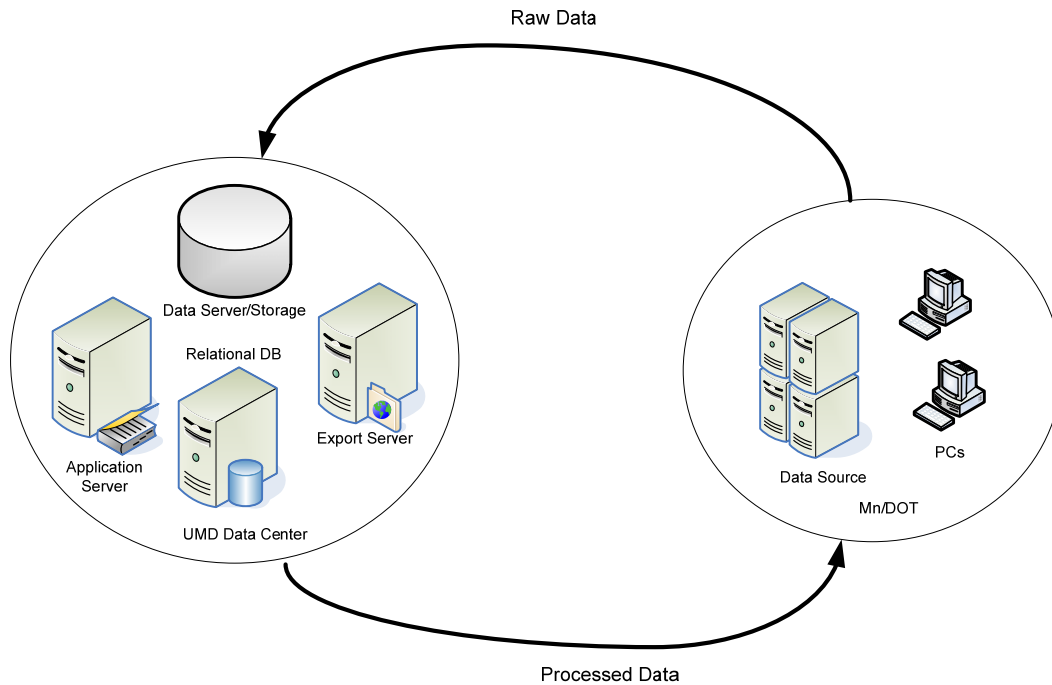 Raw Data
Data Server/Storage
Relational DB
Export Server
Application
Server
UMD Data Center
PCs
Data Source
Mn/DOT
Processed Data